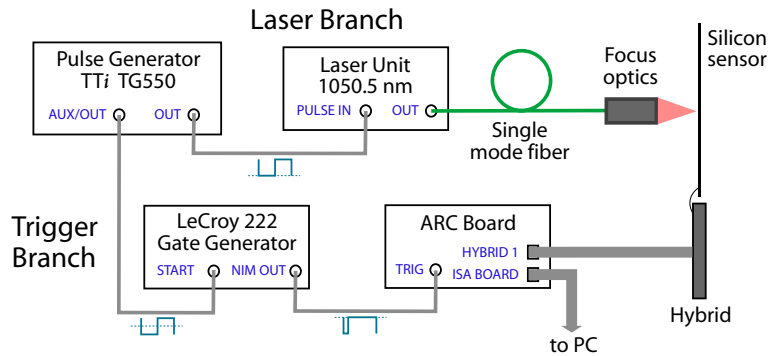 Laser Branch
Pulse Generator
TTi TG550
AUX/OUT
OUT
Laser Unit
1050.5 nm
PULSE IN
OUT
Single
mode fiber
Focus
optics
Silicon
sensor
Trigger
Branch
LeCroy 222
Gate Generator
START
NIM OUT
ARC Board
HYBRID 1
TRIG
ISA BOARD
to PC
Hybrid